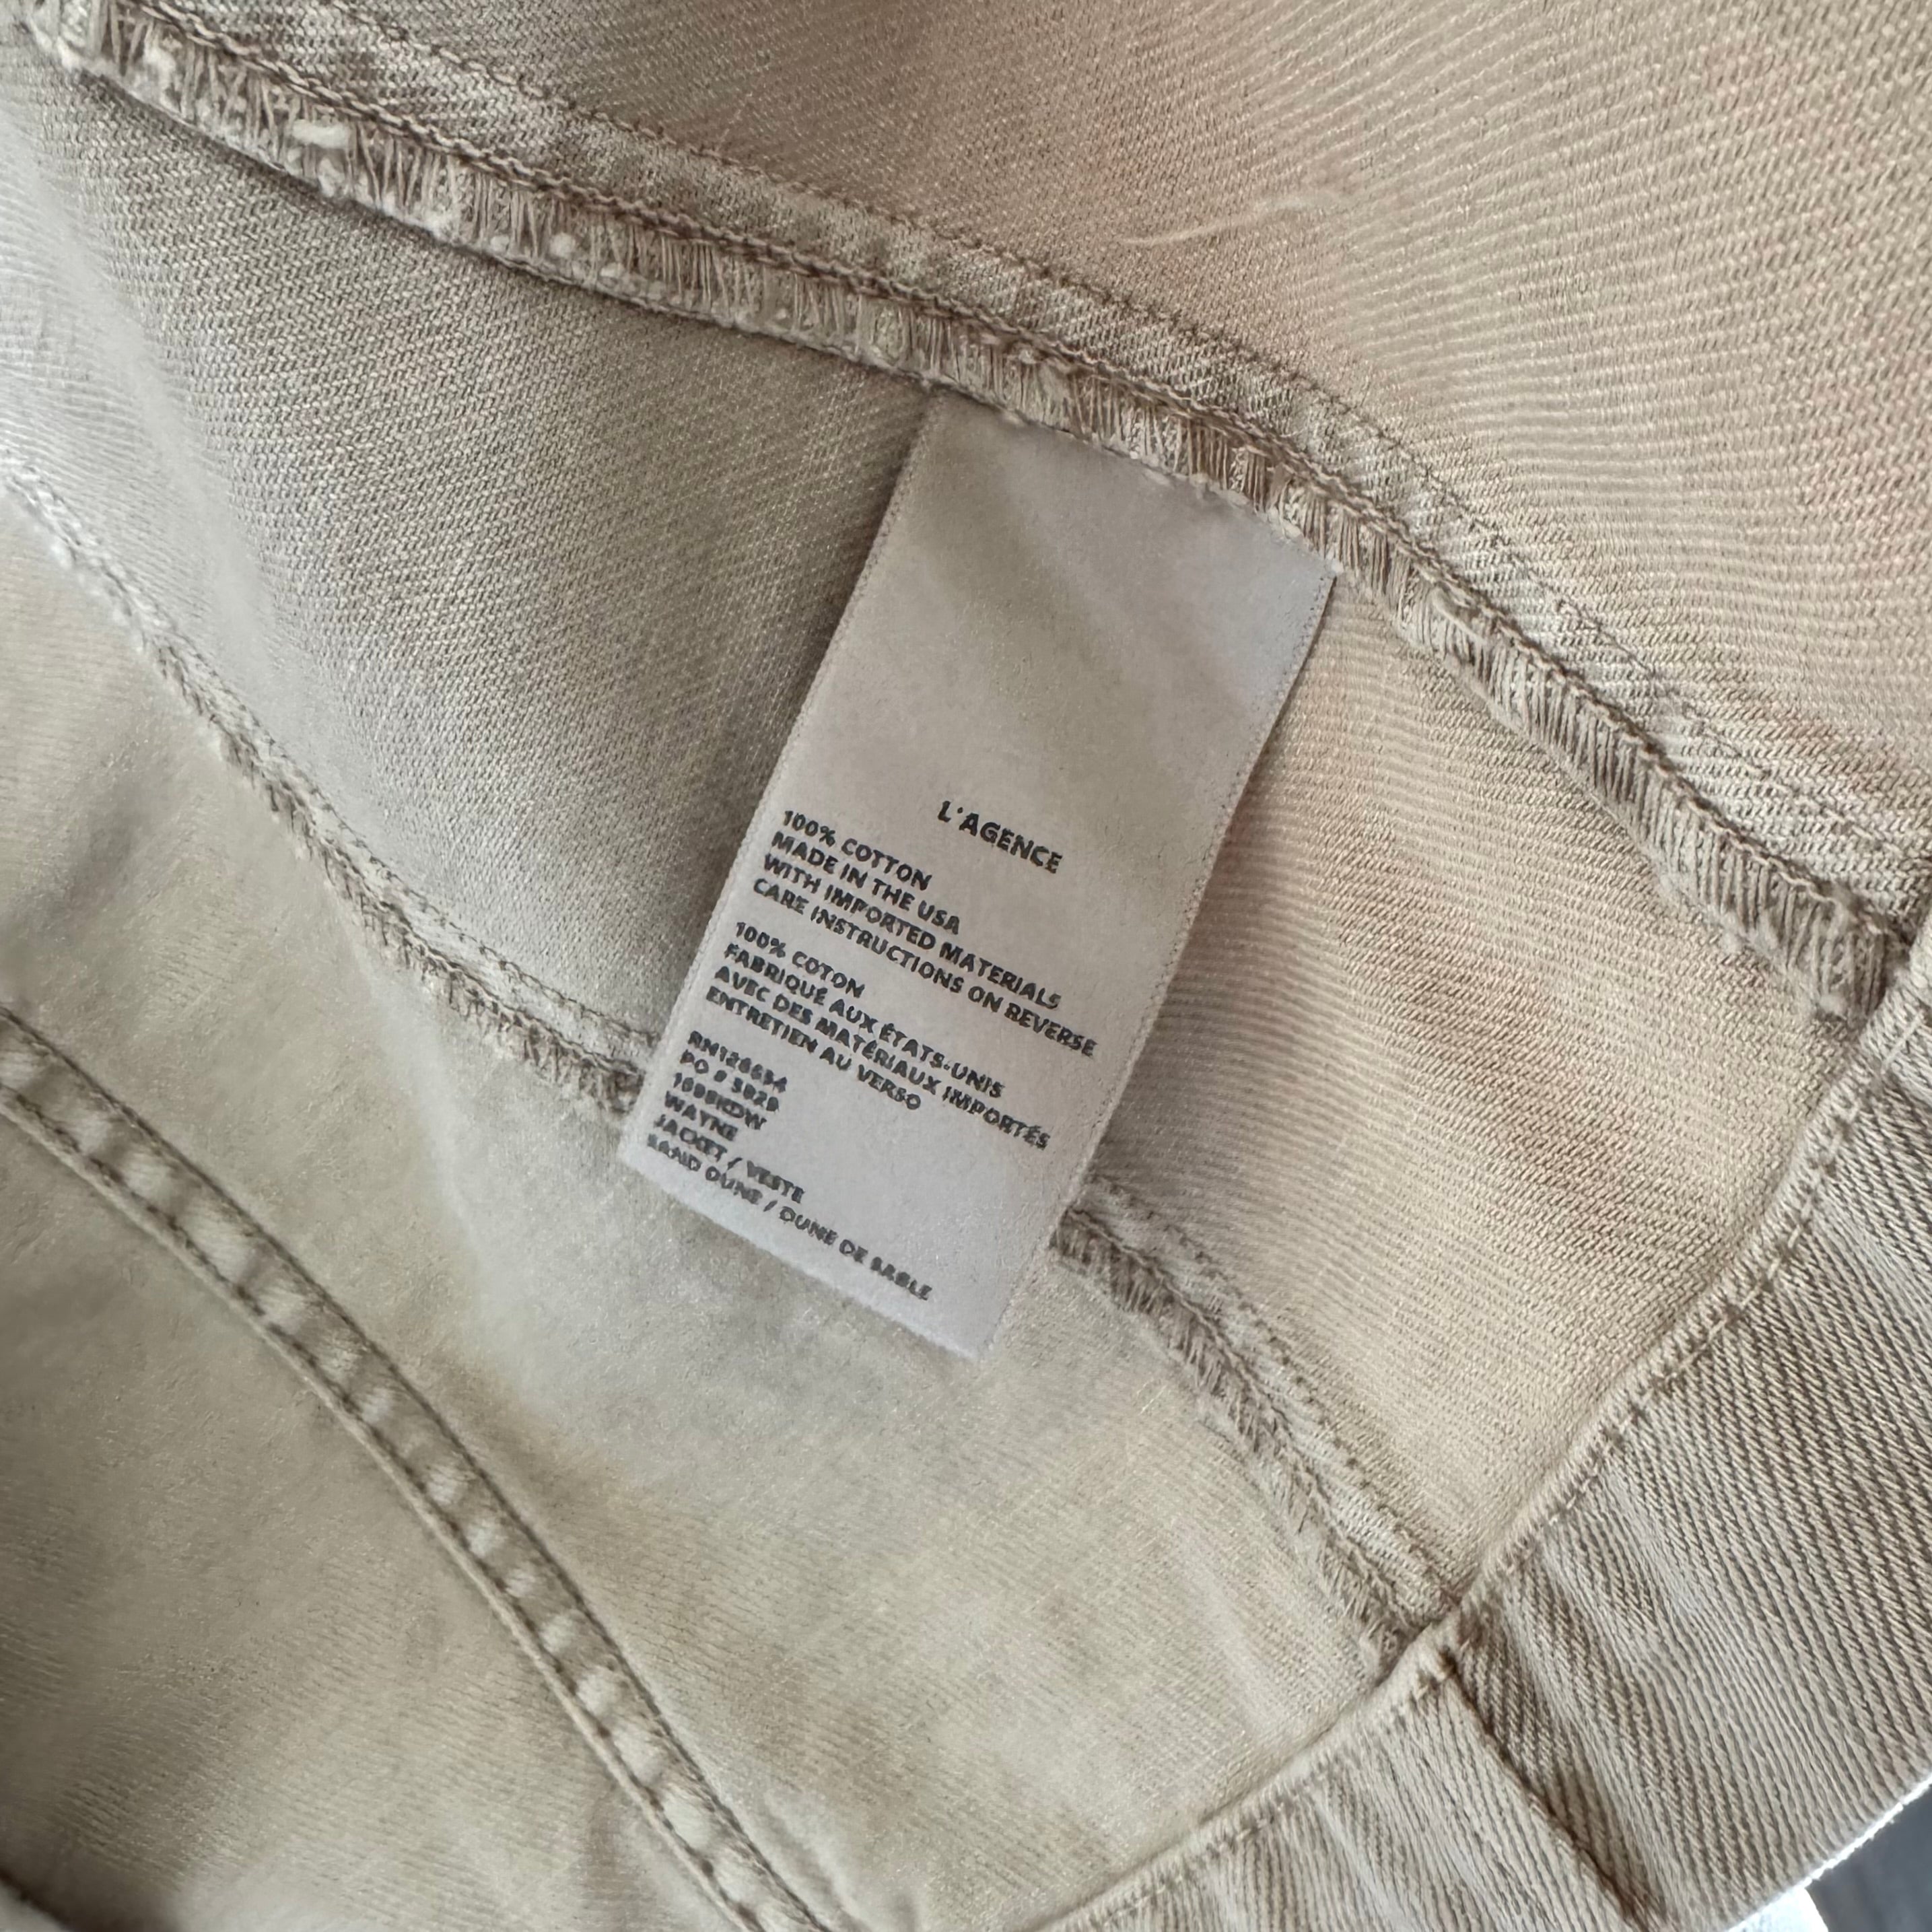 L'AGENCE
100% COTTON
MADE IN THE USA
WITH IMPORTED MATERIALS
CARE INSTRUCTIONS ON REVERSE
100% COTON
FABRIQUÉ AUX ÉTATS-UNIS
AVEC DES MATÉRIAUX IMPORTÉS
ENTRETIEN AU VERSO
PO #
WAYNE
JACKET / VESTE
SAND DUNE / DUNE DE SABLE